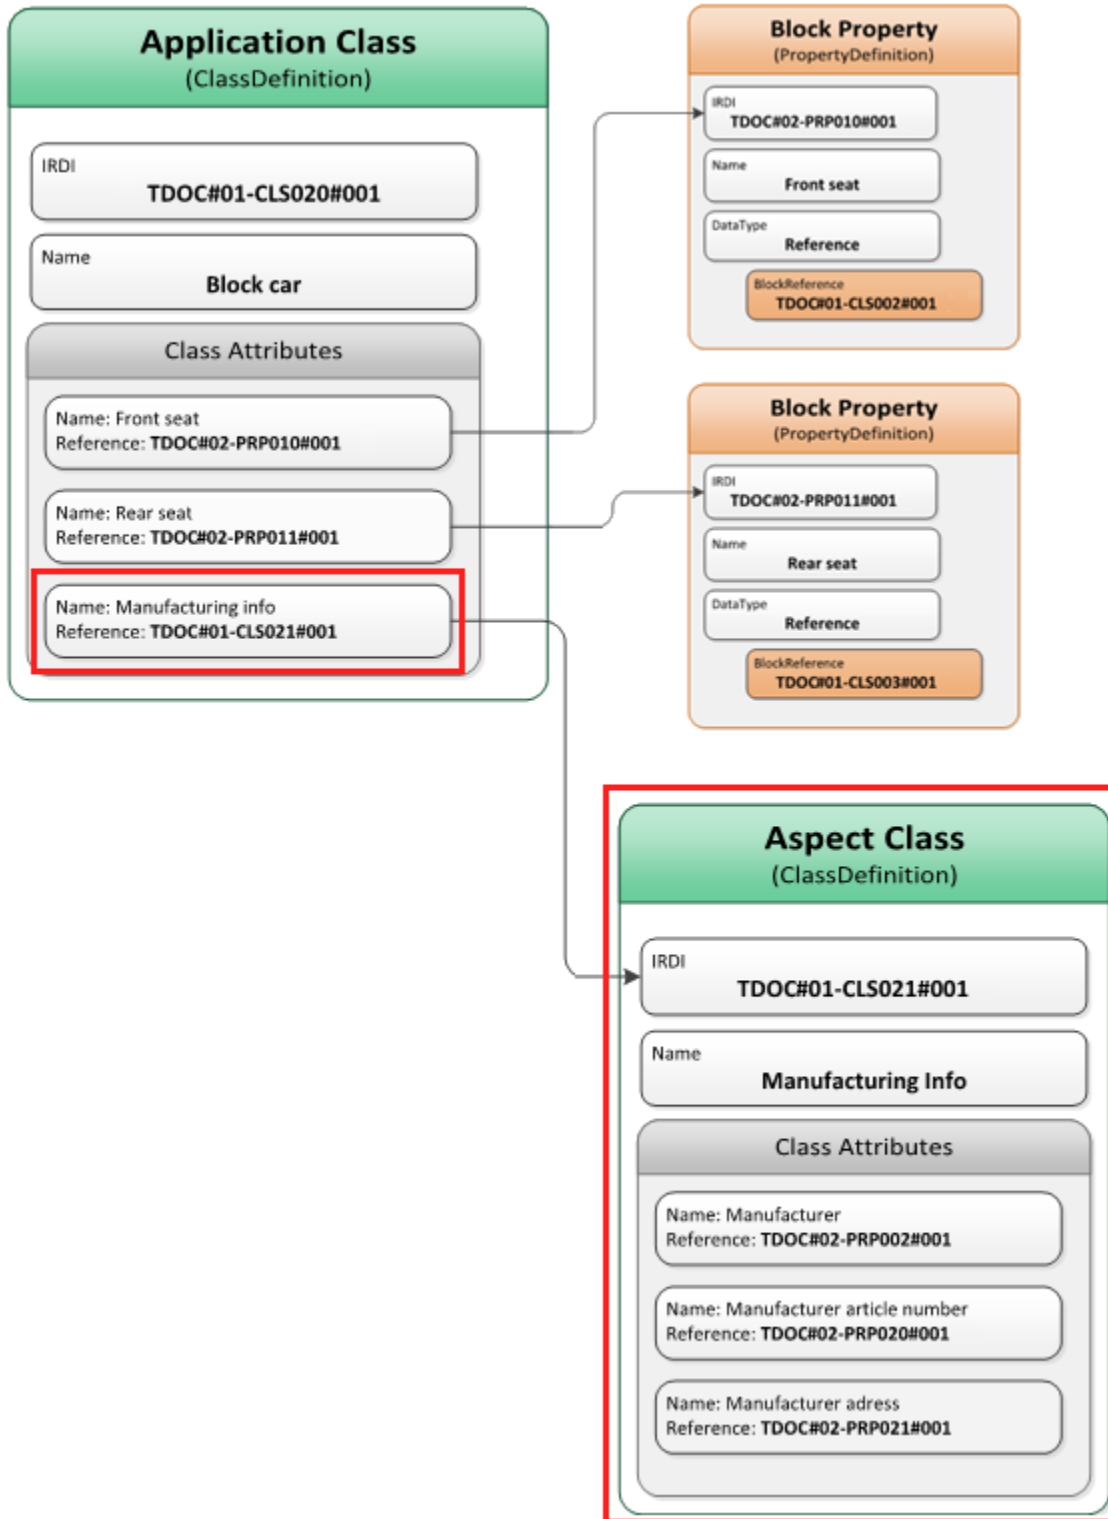 Application Class
(ClassDefinition)
IRDI
TDOC#01-CLS020#001
Name
Block car
Class Attributes
Name: Front seat
Reference: TDOC#02-PRP010#001
Name: Rear seat
Reference: TDOC#02-PRP011#001
Name: Manufacturing info
Reference: TDOC#01-CLS021#001
Block Property
(PropertyDefinition)
IRDI
TDOC#02-PRP010#001
Name
Front seat
DataType
Reference
BlockReference
TDOC#01-CLS002#001
Block Property
(PropertyDefinition)
IRDI
TDOC#02-PRP011#001
Name
Rear seat
DataType
Reference
BlockReference
TDOC#01-CLS003#001
Aspect Class
(ClassDefinition)
IRDI
TDOC#01-CLS021#001
Name
Manufacturing Info
Class Attributes
Name: Manufacturer
Reference: TDOC#02-PRP002#001
Name: Manufacturer article number
Reference: TDOC#02-PRP020#001
Name: Manufacturer adress
Reference: TDOC#02-PRP021#001